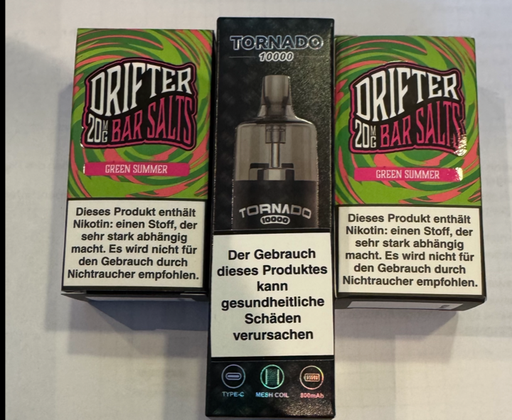 DRIFTER
20MG BAR SALTS
GREEN SUMMER
Dieses Produkt enthält
Nikotin: einen Stoff, der
sehr stark abhängig
macht. Es wird nicht für
den Gebrauch durch
Nichtraucher empfohlen.
TORNADO
10000
TORNADO
10000
Der Gebrauch
dieses Produktes
kann
gesundheitliche
Schäden
verursachen
TYPE-C MESH COIL 800mAh
DRIFTER
20MG BAR SALTS
GREEN SUMMER
Dieses Produkt enthält
Nikotin: einen Stoff, der
sehr stark abhängig
macht. Es wird nicht für
den Gebrauch durch
Nichtraucher empfohlen.